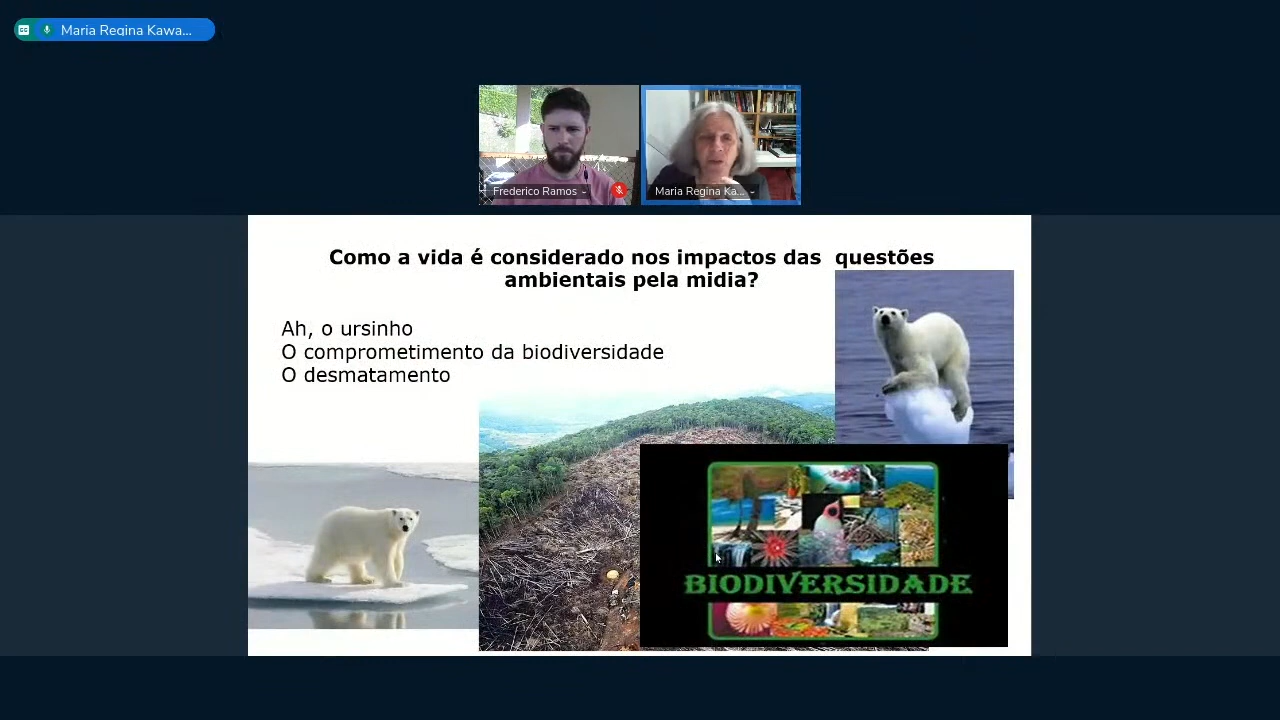 Maria Regina Kawa...
Frederico Ramos
Maria Regina Ka...
Como a vida é considerado nos impactos das questões
ambientais pela midia?
Ah, o ursinho
O comprometimento da biodiversidade
O desmatamento
BIODIVERSIDADE